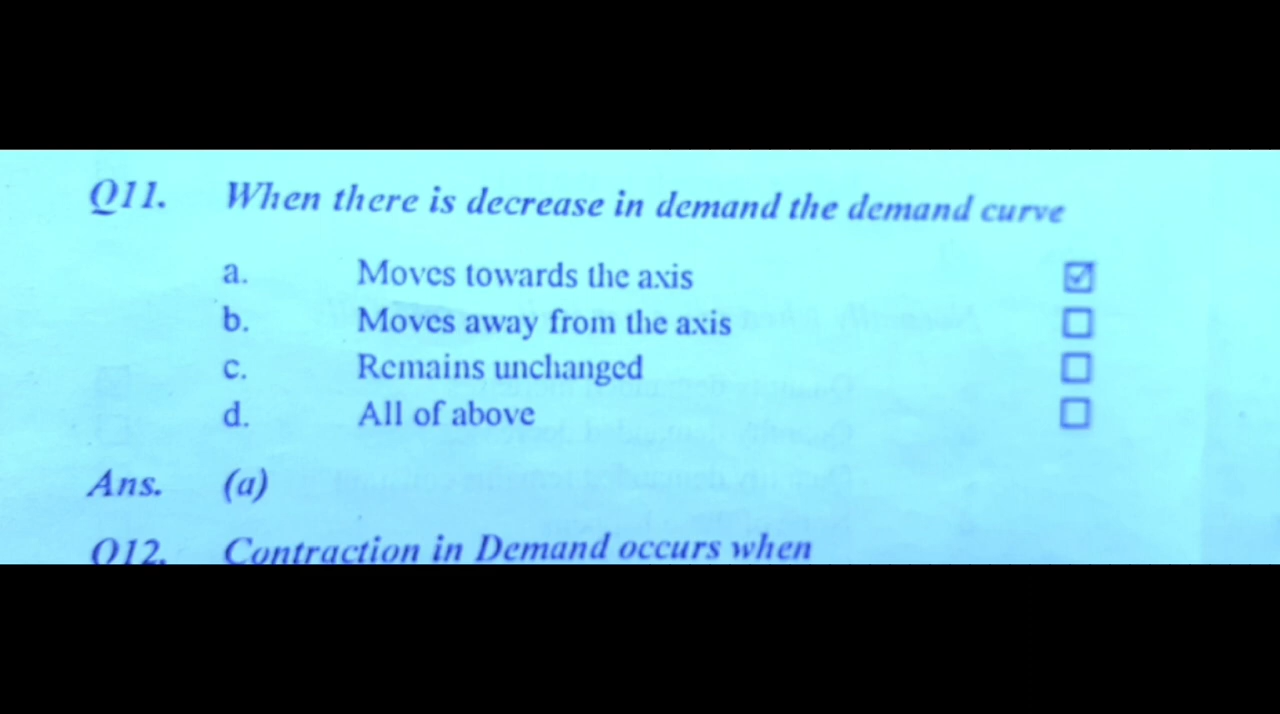 Q11. When there is decrease in demand the demand curve
a. Moves towards the axis ☑
b. Moves away from the axis ☐
c. Remains unchanged ☐
d. All of above ☐
Ans. (a)
Q12. Contraction in Demand occurs when